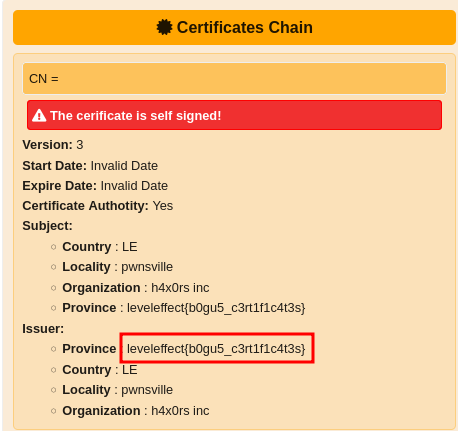 Certificates Chain
CN =
The cerificate is self signed!
Version: 3
Start Date: Invalid Date
Expire Date: Invalid Date
Certificate Authotity: Yes
Subject:
Country : LE
Locality : pwnsville
Organization : h4x0rs inc
Province : leveleffect{b0gu5_c3rt1f1c4t3s}
Issuer:
Province : leveleffect{b0gu5_c3rt1f1c4t3s}
Country : LE
Locality : pwnsville
Organization : h4x0rs inc